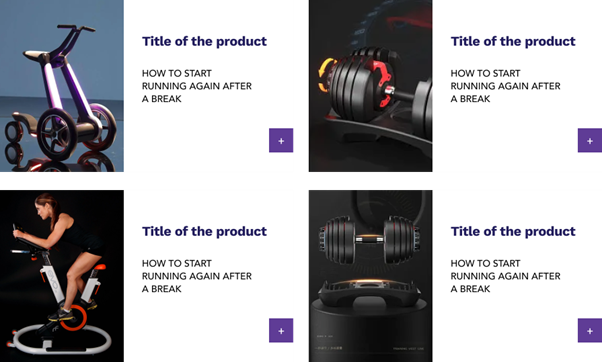 Title of the product
HOW TO START
RUNNING AGAIN AFTER
A BREAK
+
Title of the product
HOW TO START
RUNNING AGAIN AFTER
A BREAK
+
Title of the product
HOW TO START
RUNNING AGAIN AFTER
A BREAK
+
Title of the product
HOW TO START
RUNNING AGAIN AFTER
A BREAK
+